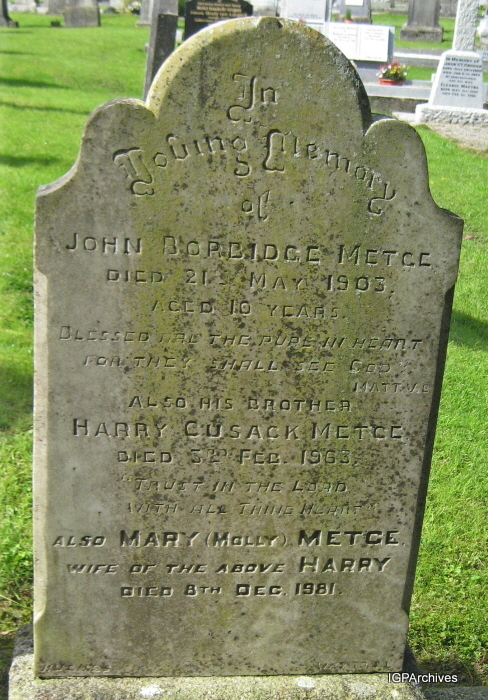 In
Loving Memory
of
JOHN BORBIDGE METGE
DIED 21ST MAY 1903.
AGED 10 YEARS.
BLESSED ARE THE PURE IN HEART
FOR THEY SHALL SEE GOD"
MATT.V.8
ALSO HIS BROTHER
HARRY CUSACK METGE
DIED 3RD FEB. 1963.
"TRUST IN THE LORD
WITH ALL THINE HEART"
ALSO MARY (MOLLY) METGE,
WIFE OF THE ABOVE HARRY
DIED 8TH DEC. 1981.
IGPArchives